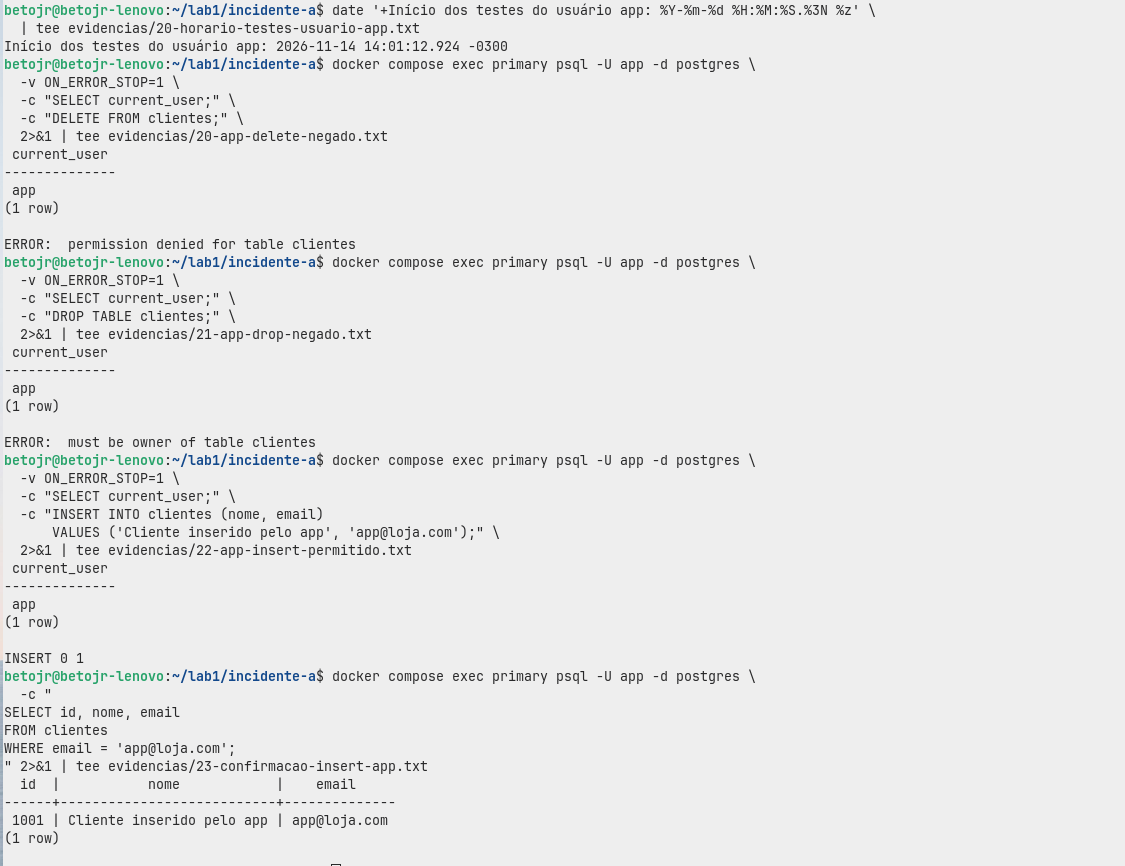 betojr@betojr-lenovo:~/lab1/incidente-a$ date '+Início dos testes do usuário app: %Y-%m-%d %H:%M:%S.%3N %z' \
  | tee evidencias/20-horario-testes-usuario-app.txt
Início dos testes do usuário app: 2026-11-14 14:01:12.924 -0300
betojr@betojr-lenovo:~/lab1/incidente-a$ docker compose exec primary psql -U app -d postgres \
  -v ON_ERROR_STOP=1 \
  -c "SELECT current_user;" \
  -c "DELETE FROM clientes;" \
  2>&1 | tee evidencias/20-app-delete-negado.txt
 current_user
--------------
 app
(1 row)

ERROR:  permission denied for table clientes
betojr@betojr-lenovo:~/lab1/incidente-a$ docker compose exec primary psql -U app -d postgres \
  -v ON_ERROR_STOP=1 \
  -c "SELECT current_user;" \
  -c "DROP TABLE clientes;" \
  2>&1 | tee evidencias/21-app-drop-negado.txt
 current_user
--------------
 app
(1 row)

ERROR:  must be owner of table clientes
betojr@betojr-lenovo:~/lab1/incidente-a$ docker compose exec primary psql -U app -d postgres \
  -v ON_ERROR_STOP=1 \
  -c "SELECT current_user;" \
  -c "INSERT INTO clientes (nome, email)
      VALUES ('Cliente inserido pelo app', 'app@loja.com');" \
  2>&1 | tee evidencias/22-app-insert-permitido.txt
 current_user
--------------
 app
(1 row)

INSERT 0 1
betojr@betojr-lenovo:~/lab1/incidente-a$ docker compose exec primary psql -U app -d postgres \
  -c "
SELECT id, nome, email
FROM clientes
WHERE email = 'app@loja.com';
" 2>&1 | tee evidencias/23-confirmacao-insert-app.txt
  id  |           nome            |    email
------+---------------------------+--------------
 1001 | Cliente inserido pelo app | app@loja.com
(1 row)